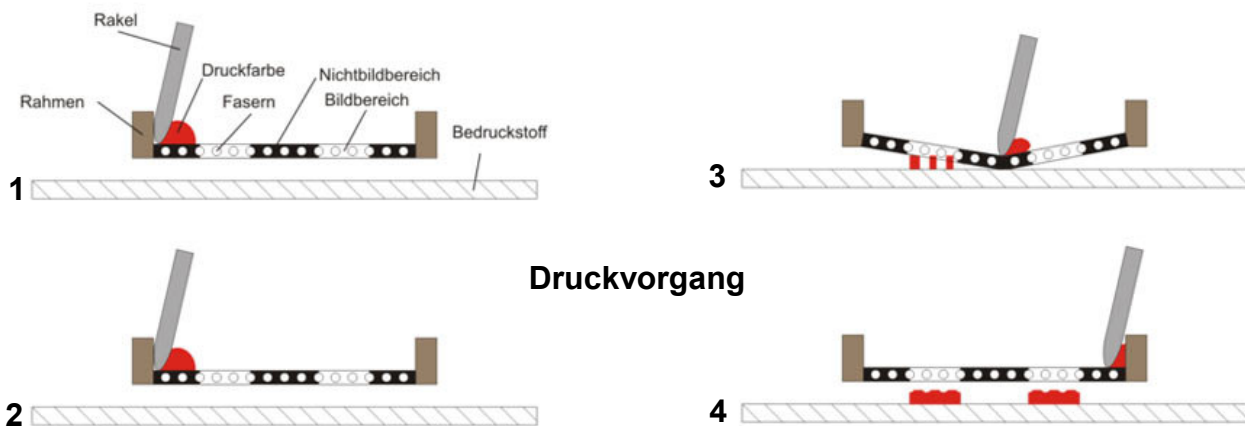 Rakel
Druckfarbe
Nichtbildbereich
Rahmen
Fasern
Bildbereich
Bedruckstoff
1
3
Druckvorgang
2
4